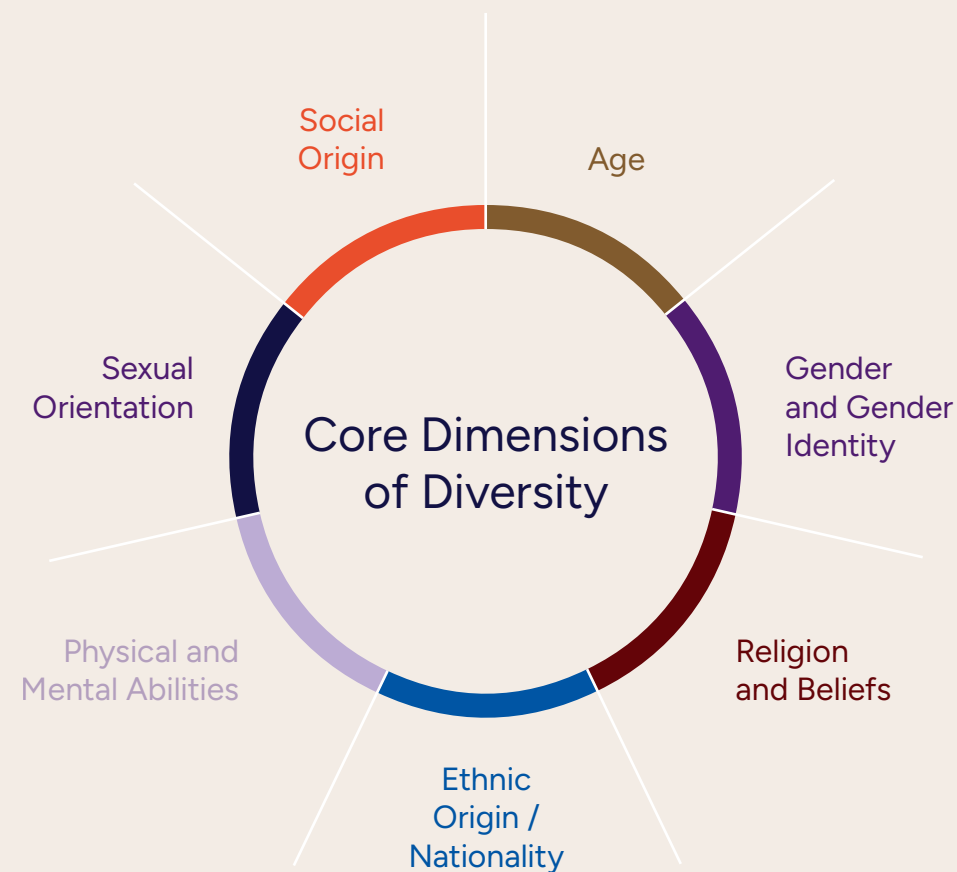 Social
Origin
Age
Sexual
Orientation
Gender
and Gender
Identity
Core Dimensions
of Diversity
Physical and
Mental Abilities
Religion
and Beliefs
Ethnic
Origin /
Nationality